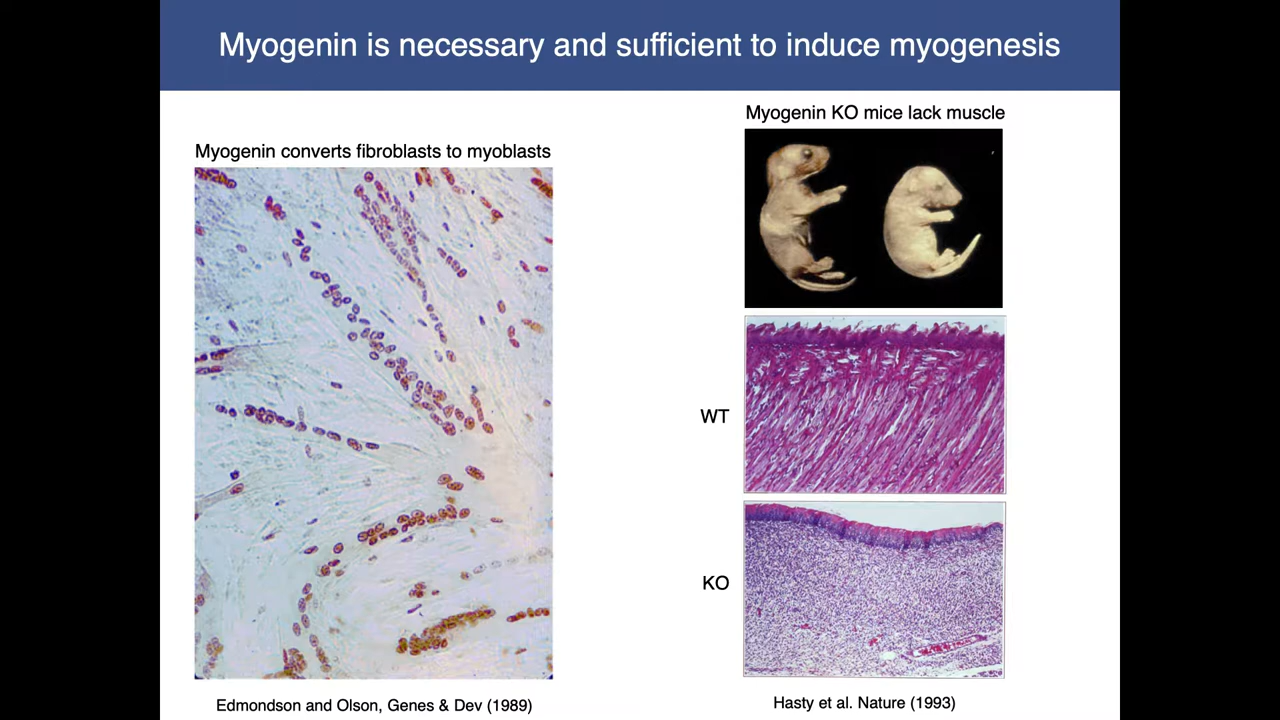 Myogenin is necessary and sufficient to induce myogenesis
Myogenin converts fibroblasts to myoblasts
Edmondson and Olson, Genes & Dev (1989)
Myogenin KO mice lack muscle
WT
KO
Hasty et al. Nature (1993)